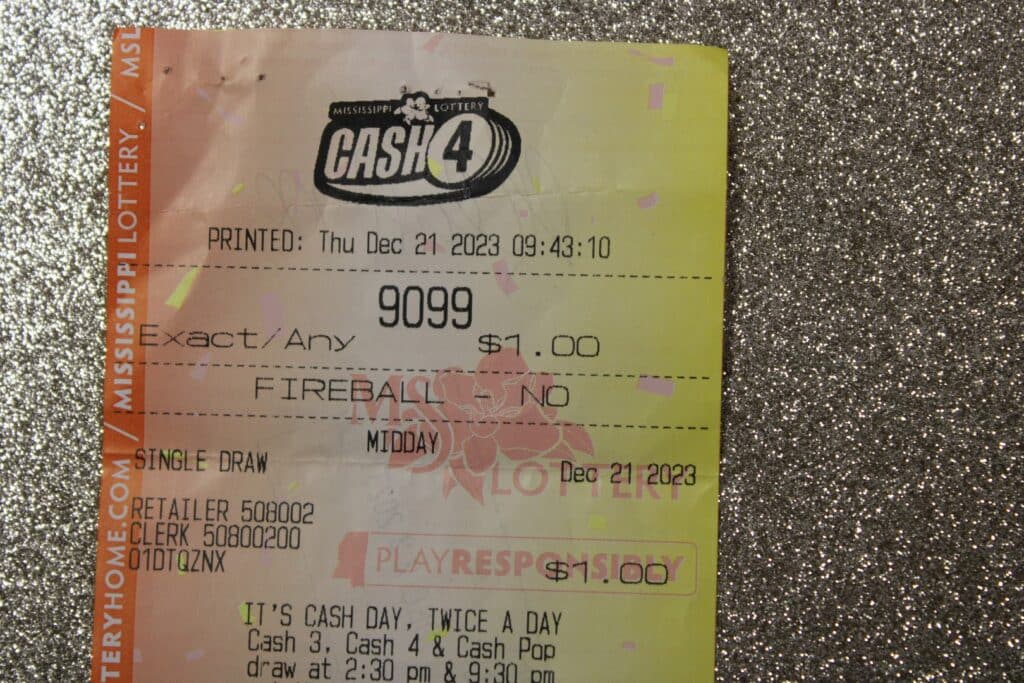 MISSISSIPPI LOTTERY
CASH 4
PRINTED: Thu Dec 21 2023 09:43:10
9099
Exact/Any $1.00
FIREBALL - NO
MIDDAY
SINGLE DRAW Dec 21 2023
RETAILER 508002
CLERK 50800200
01DTQZNX
$1.00
IT'S CASH DAY, TWICE A DAY
Cash 3, Cash 4 & Cash Pop
draw at 2:30 pm & 9:30 pm
MS LOTTERY
PLAY RESPONSIBLY
TERYHOME.COM / MISSISSIPPI LOTTERY / MSL